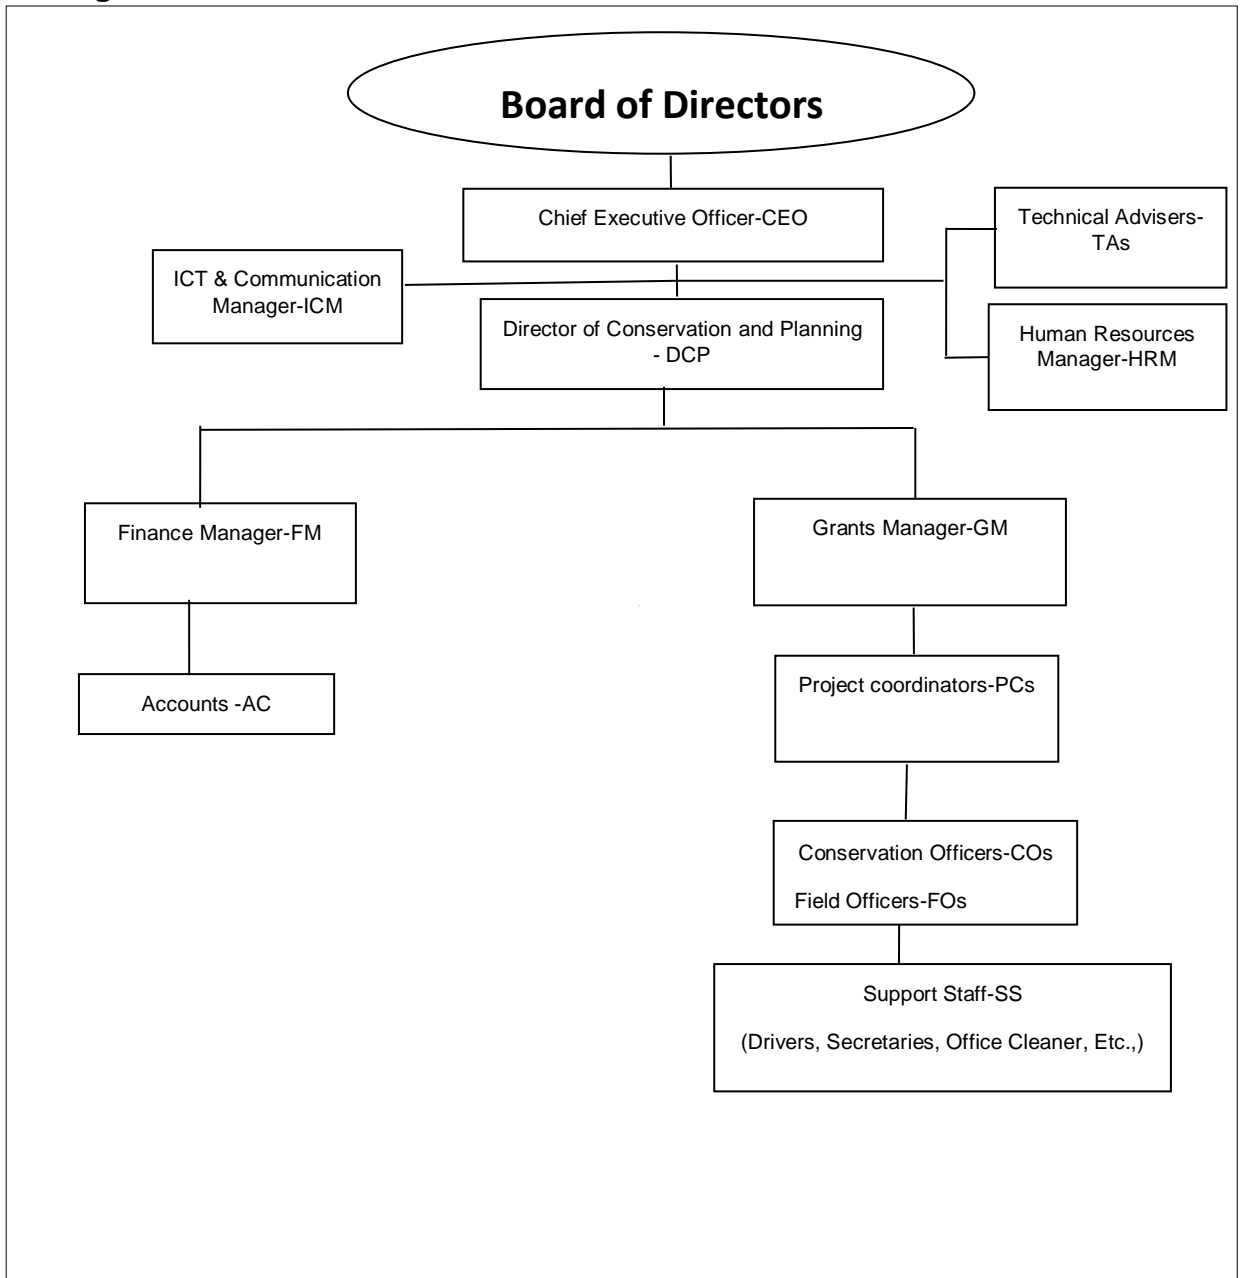 Board of Directors
Chief Executive Officer-CEO
Technical Advisers-
TAs
ICT & Communication
Manager-ICM
Director of Conservation and Planning
- DCP
Human Resources
Manager-HRM
Finance Manager-FM
Grants Manager-GM
Accounts -AC
Project coordinators-PCs
Conservation Officers-COs
Field Officers-FOs
Support Staff-SS
(Drivers, Secretaries, Office Cleaner, Etc.,)